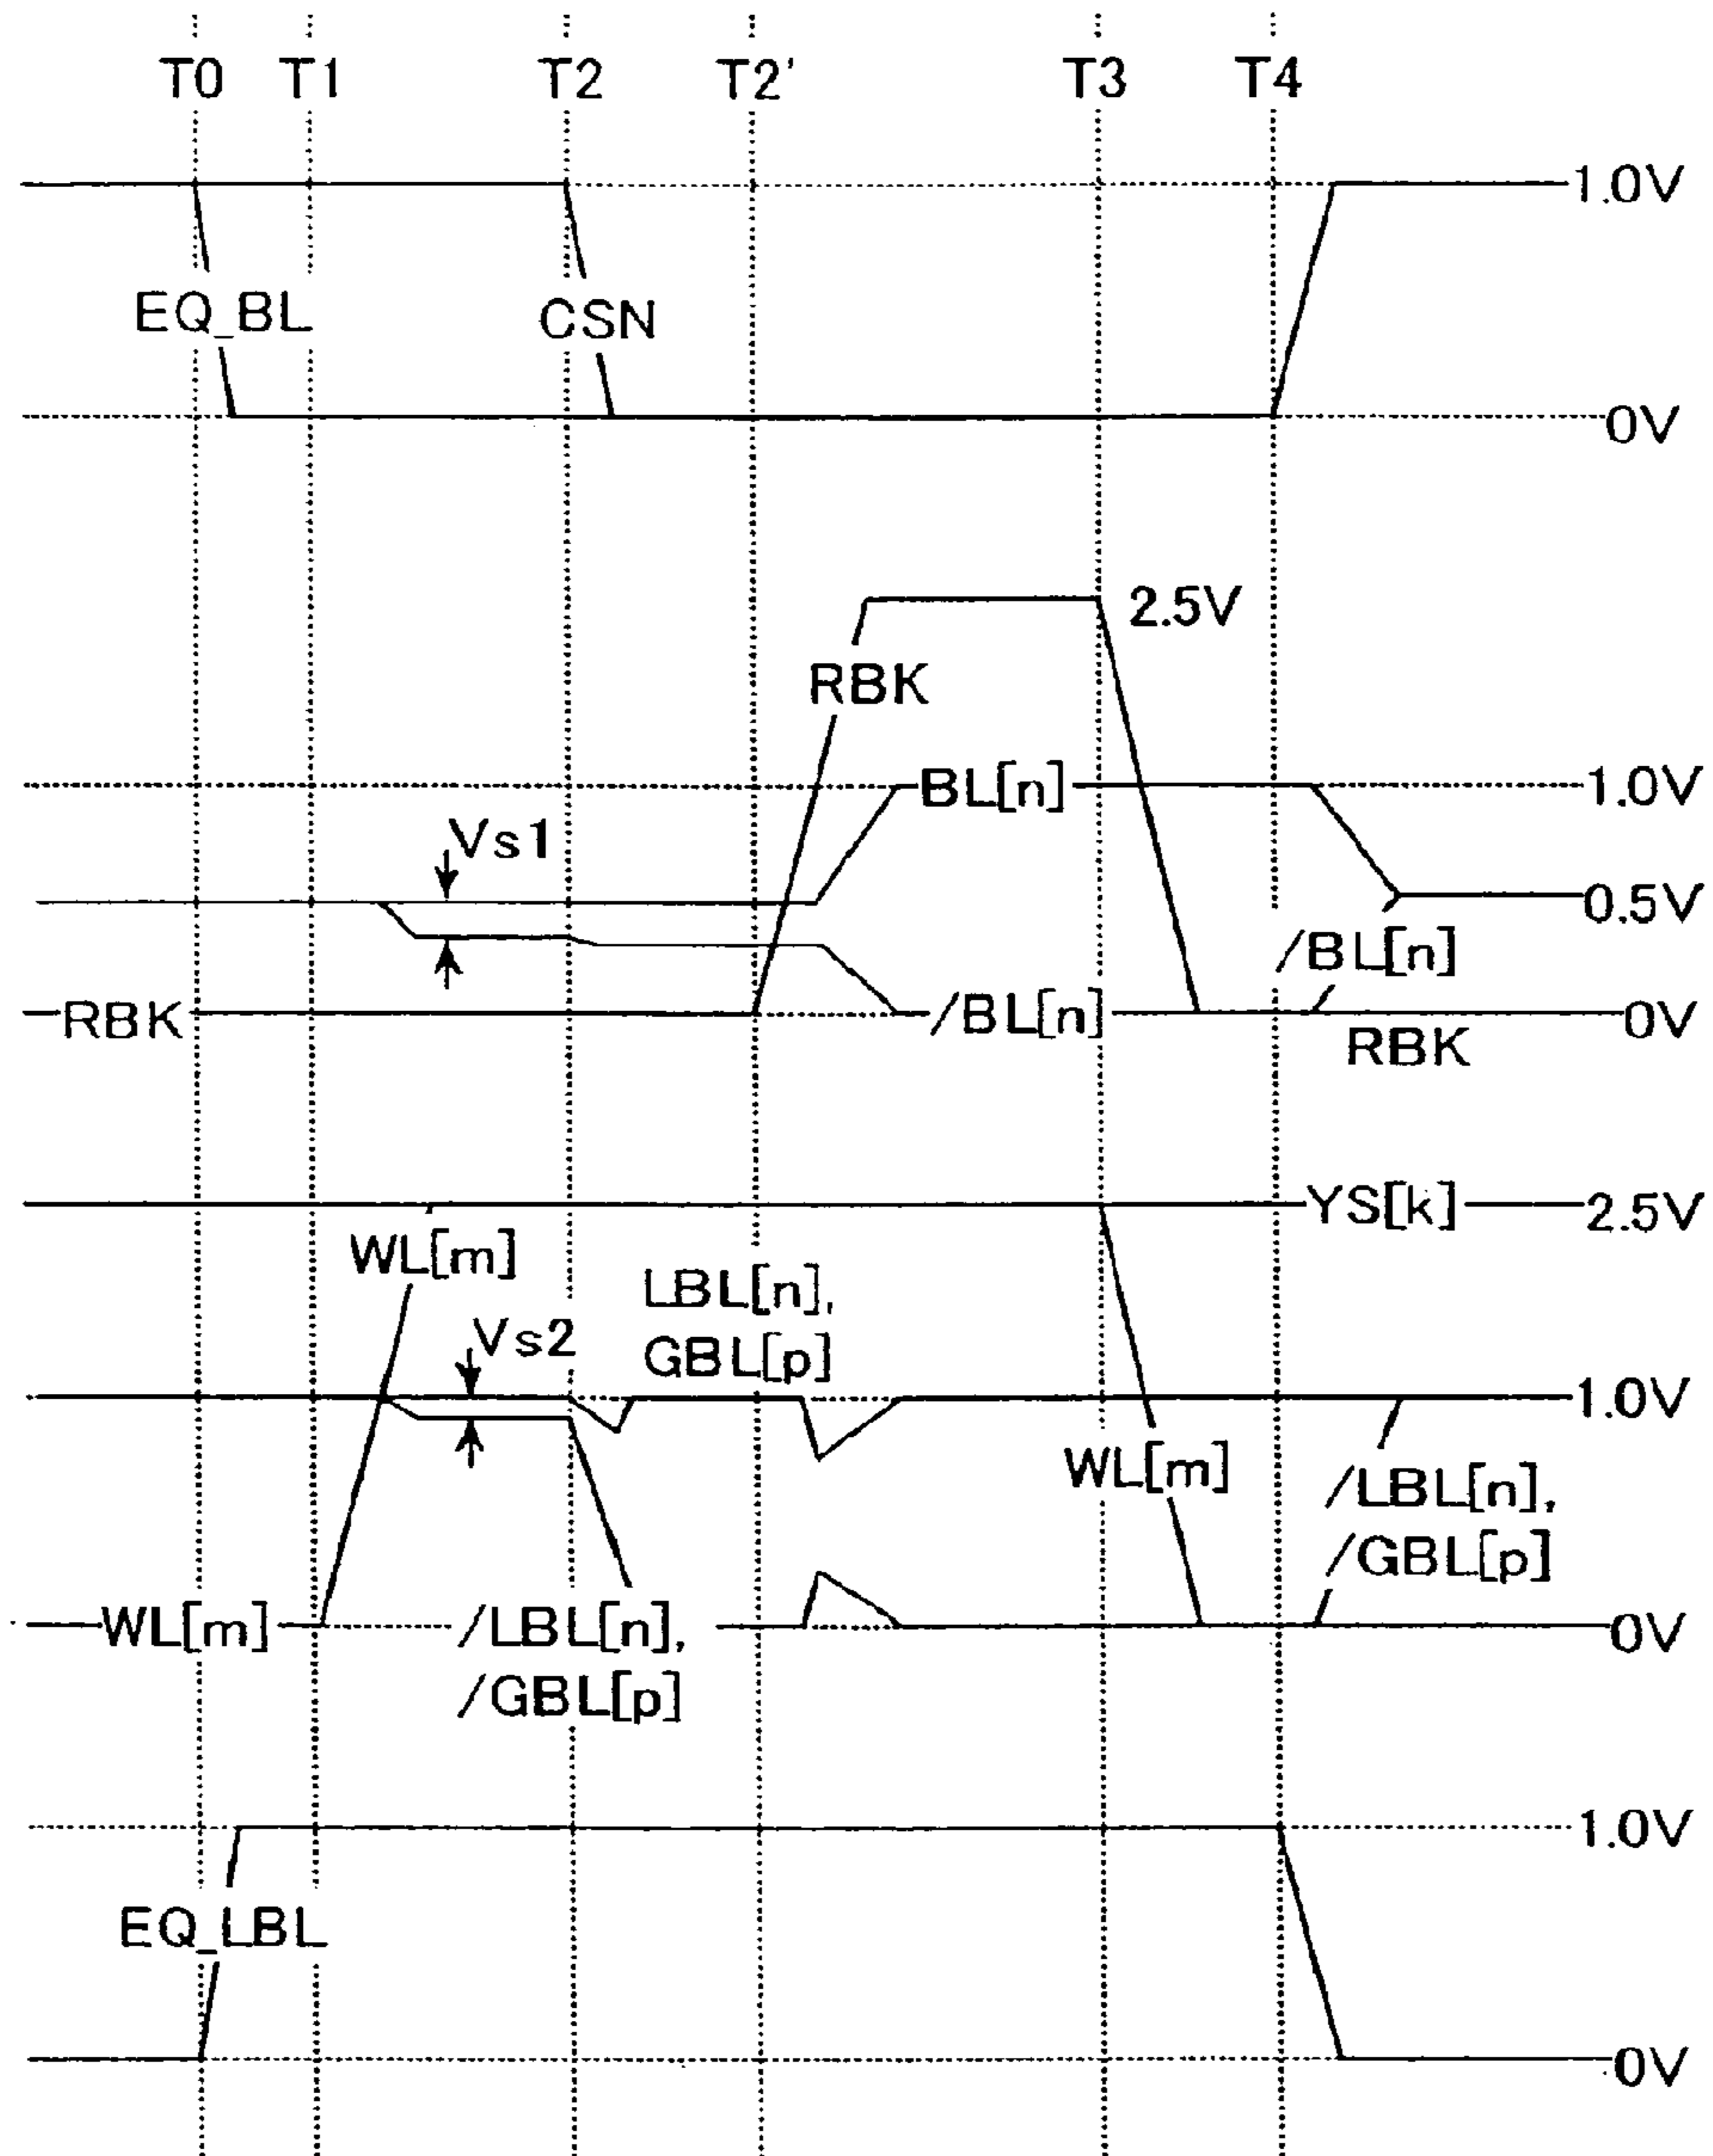 T0 T1 T2 T2' T3 T4
1.0V
EQ_BL CSN
0V
2.5V
RBK
BL[n] 1.0V
Vs1
0.5V
/BL[n]
RBK /BL[n] 0V
RBK
YS[k] 2.5V
WL[m]
LBL[n],
GBL[p]
Vs2
1.0V
WL[m]
/LBL[n],
/GBL[p]
WL[m] /LBL[n], 0V
/GBL[p]
1.0V
EQ_LBL
0V